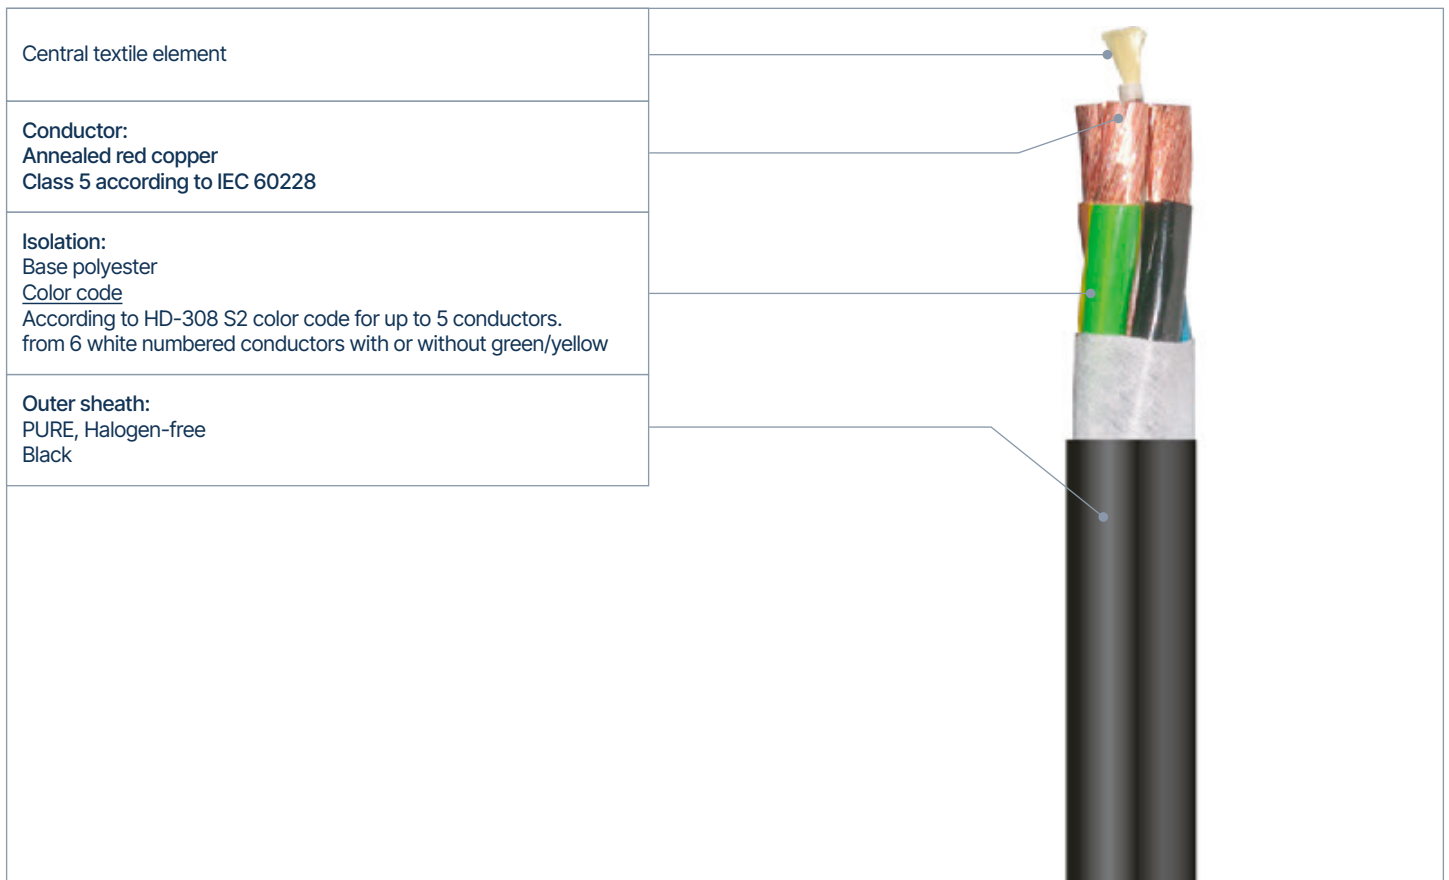 Central textile element
Conductor:
Annealed red copper
Class 5 according to IEC 60228
Isolation:
Base polyester
Color code
According to HD-308 S2 color code for up to 5 conductors.
from 6 white numbered conductors with or without green/yellow
Outer sheath:
PURE, Halogen-free
Black